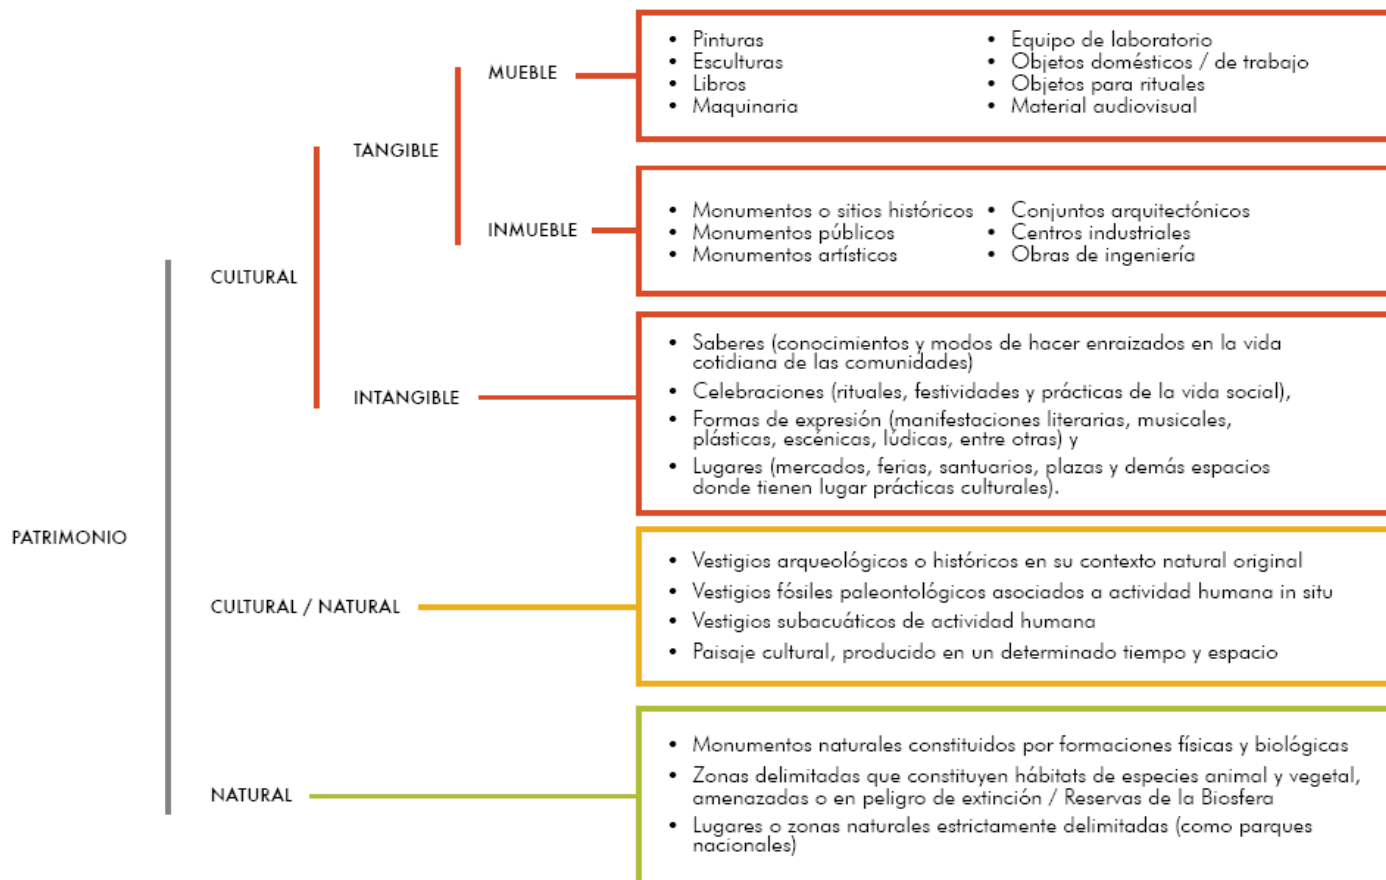 PATRIMONIO
CULTURAL
TANGIBLE
MUEBLE
• Pinturas
• Esculturas
• Libros
• Maquinaria
• Equipo de laboratorio
• Objetos domésticos / de trabajo
• Objetos para rituales
• Material audiovisual
INMUEBLE
• Monumentos o sitios históricos
• Monumentos públicos
• Monumentos artísticos
• Conjuntos arquitectónicos
• Centros industriales
• Obras de ingeniería
INTANGIBLE
• Saberes (conocimientos y modos de hacer enraizados en la vida
cotidiana de las comunidades)
• Celebraciones (rituales, festividades y prácticas de la vida social),
• Formas de expresión (manifestaciones literarias, musicales,
plásticas, escénicas, lúdicas, entre otras) y
• Lugares (mercados, ferias, santuarios, plazas y demás espacios
donde tienen lugar prácticas culturales).
CULTURAL / NATURAL
• Vestigios arqueológicos o históricos en su contexto natural original
• Vestigios fósiles paleontológicos asociados a actividad humana in situ
• Vestigios subacuáticos de actividad humana
• Paisaje cultural, producido en un determinado tiempo y espacio
NATURAL
• Monumentos naturales constituidos por formaciones físicas y biológicas
• Zonas delimitadas que constituyen hábitats de especies animal y vegetal,
amenazadas o en peligro de extinción / Reservas de la Biosfera
• Lugares o zonas naturales estrictamente delimitadas (como parques
nacionales)